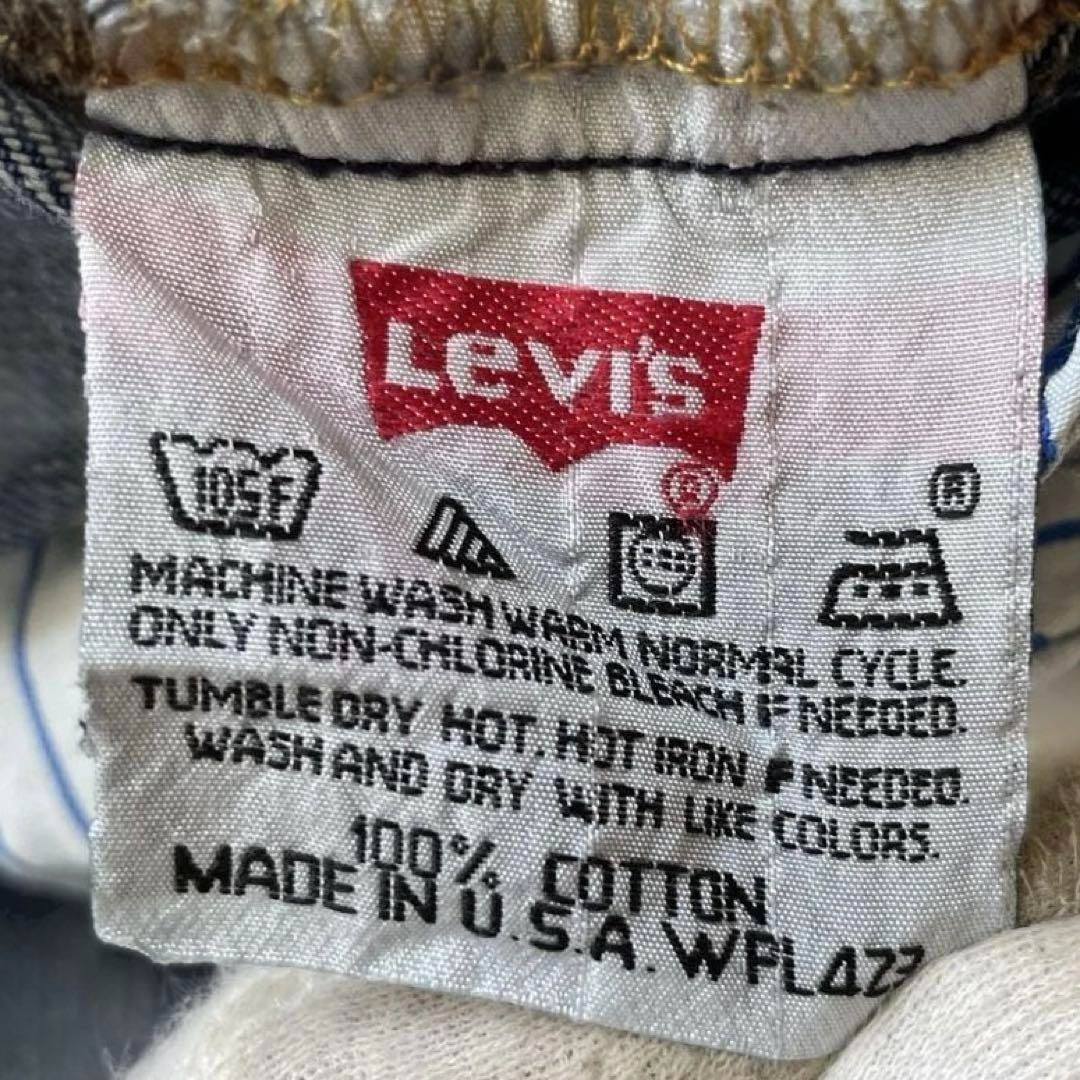 Levi's
®
®
105F
MACHINE WASH WARM NORMAL CYCLE.
ONLY NON-CHLORINE BLEACH IF NEEDED.
TUMBLE DRY HOT. HOT IRON IF NEEDED.
WASH AND DRY WITH LIKE COLORS.
100% COTTON
MADE IN U.S.A. WPL423